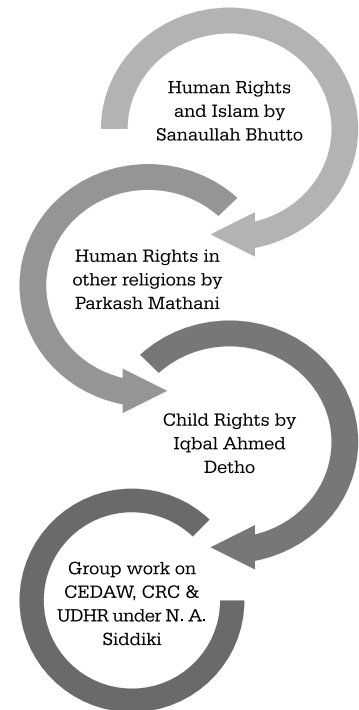 Human Rights
and Islam by
Sanaullah Bhutto
Human Rights in
other religions by
Parkash Mathani
Child Rights by
Iqbal Ahmed
Detho
Group work on
CEDAW, CRC &
UDHR under N. A.
Siddiki